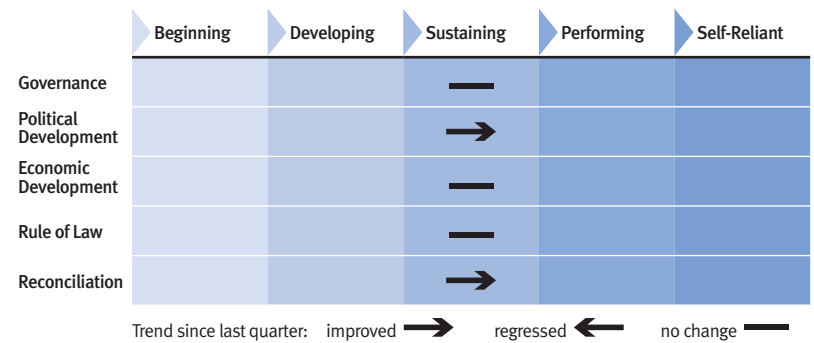 Beginning Developing Sustaining Performing Self-Reliant
Governance
Political
Development
Economic
Development
Rule of Law
Reconciliation
Trend since last quarter: improved regressed no change